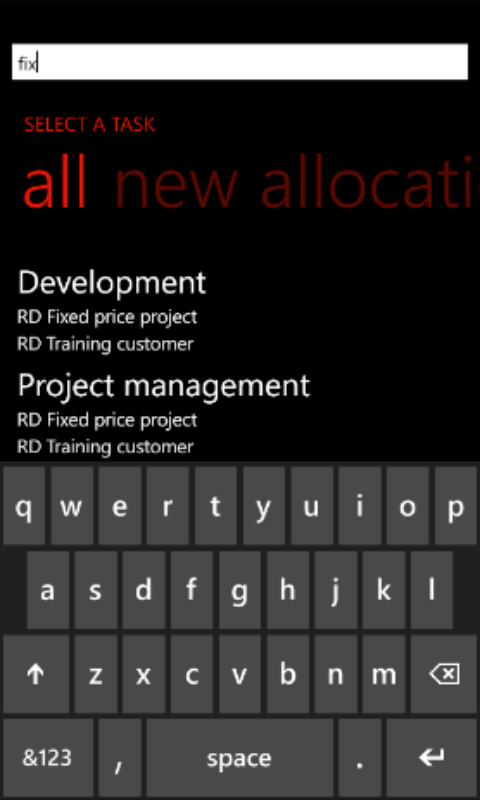 fix
SELECT A TASK
all new allocati
Development
RD Fixed price project
RD Training customer
Project management
RD Fixed price project
RD Training customer
q w e r t y u i o p
a s d f g h j k l
z x c v b n m
&123 , space .